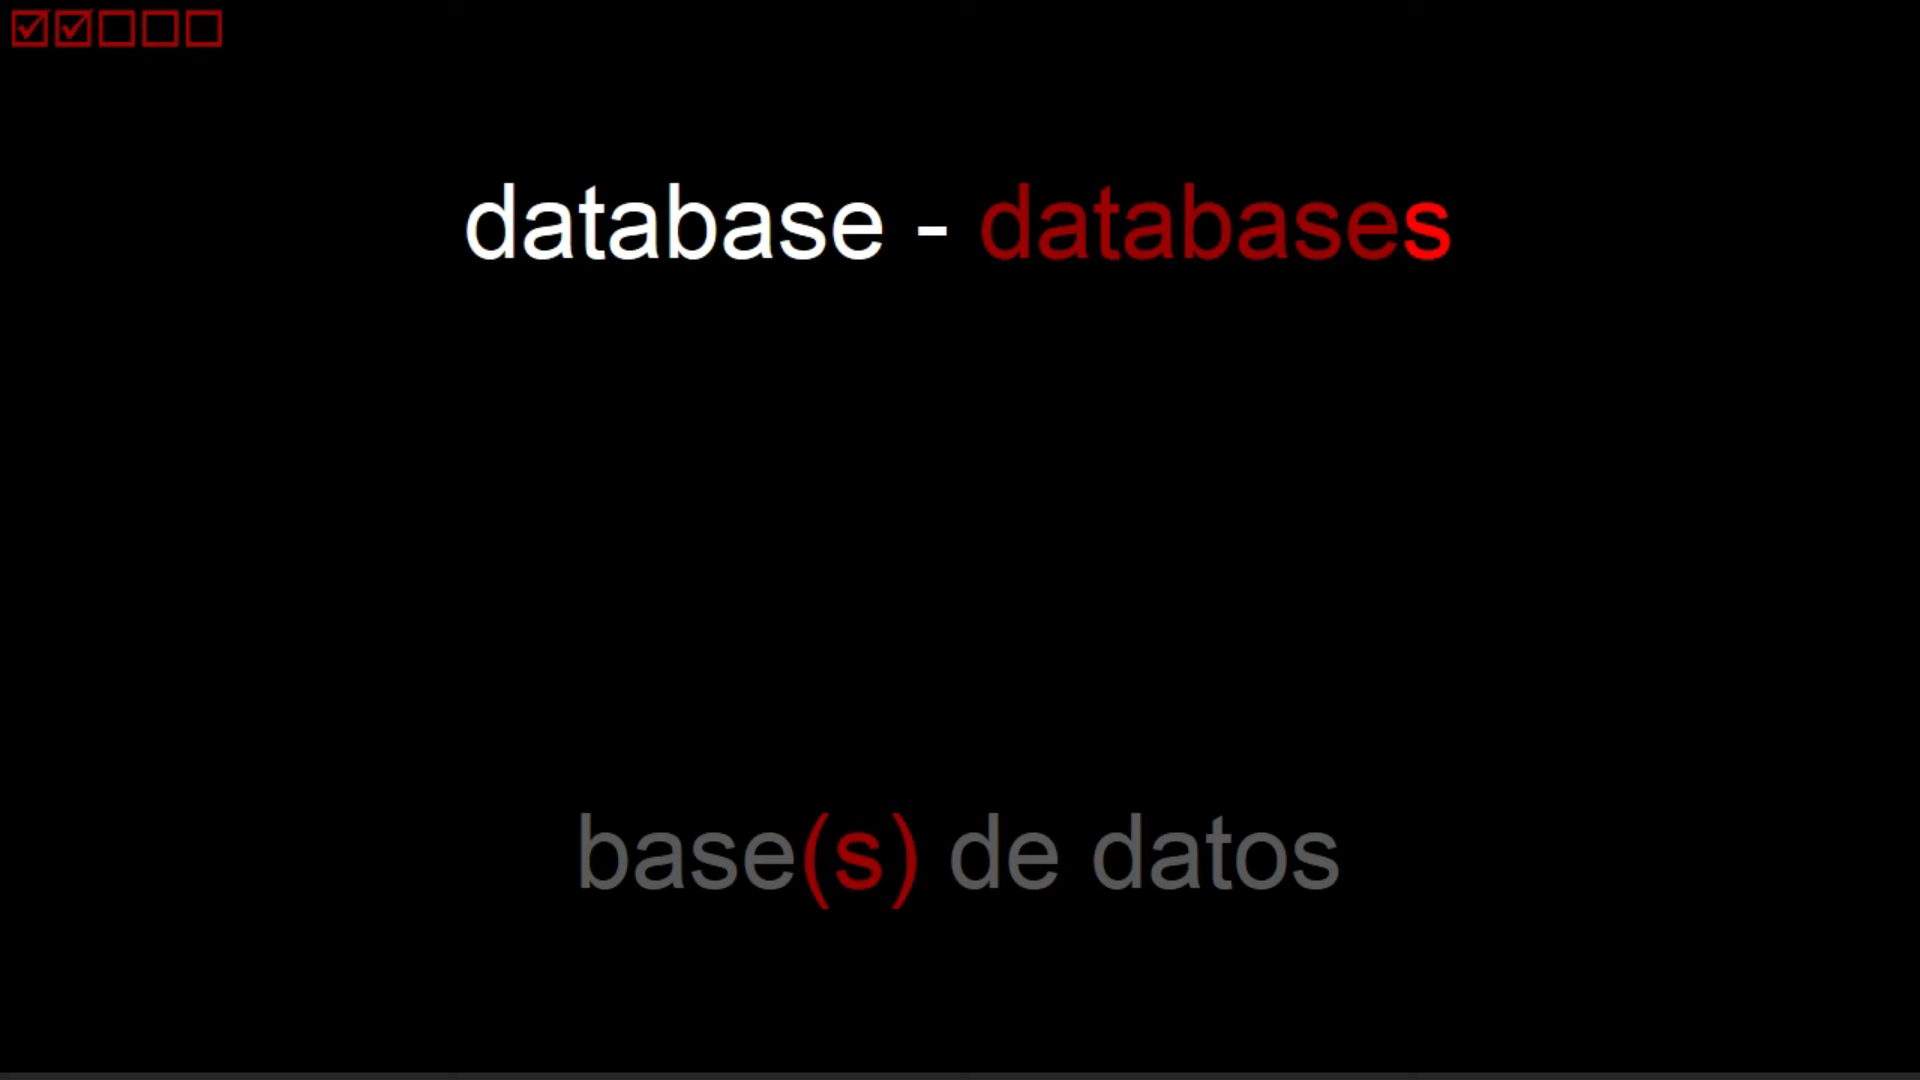 ☑☑☐☐☐
database - databases
base(s) de datos